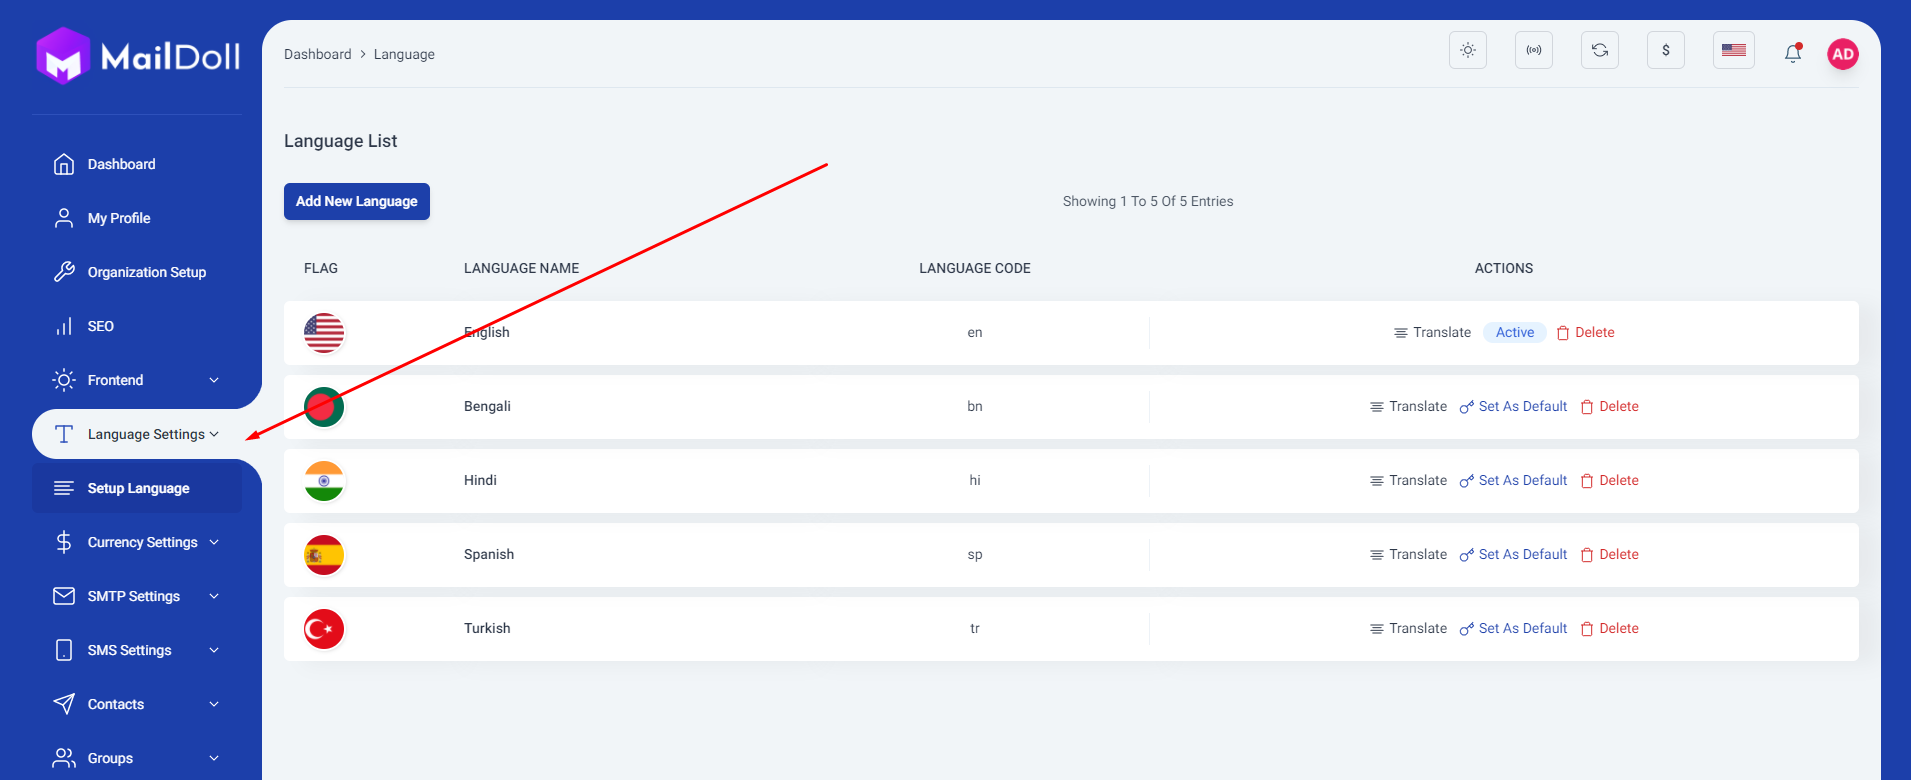 MailDoll
Dashboard > Language
$
AD
Dashboard
My Profile
Organization Setup
SEO
Frontend
Language Settings
Setup Language
Currency Settings
SMTP Settings
SMS Settings
Contacts
Groups
Language List
Add New Language
Showing 1 To 5 Of 5 Entries
FLAG LANGUAGE NAME LANGUAGE CODE ACTIONS
English en Translate Active Delete
Bengali bn Translate Set As Default Delete
Hindi hi Translate Set As Default Delete
Spanish sp Translate Set As Default Delete
Turkish tr Translate Set As Default Delete